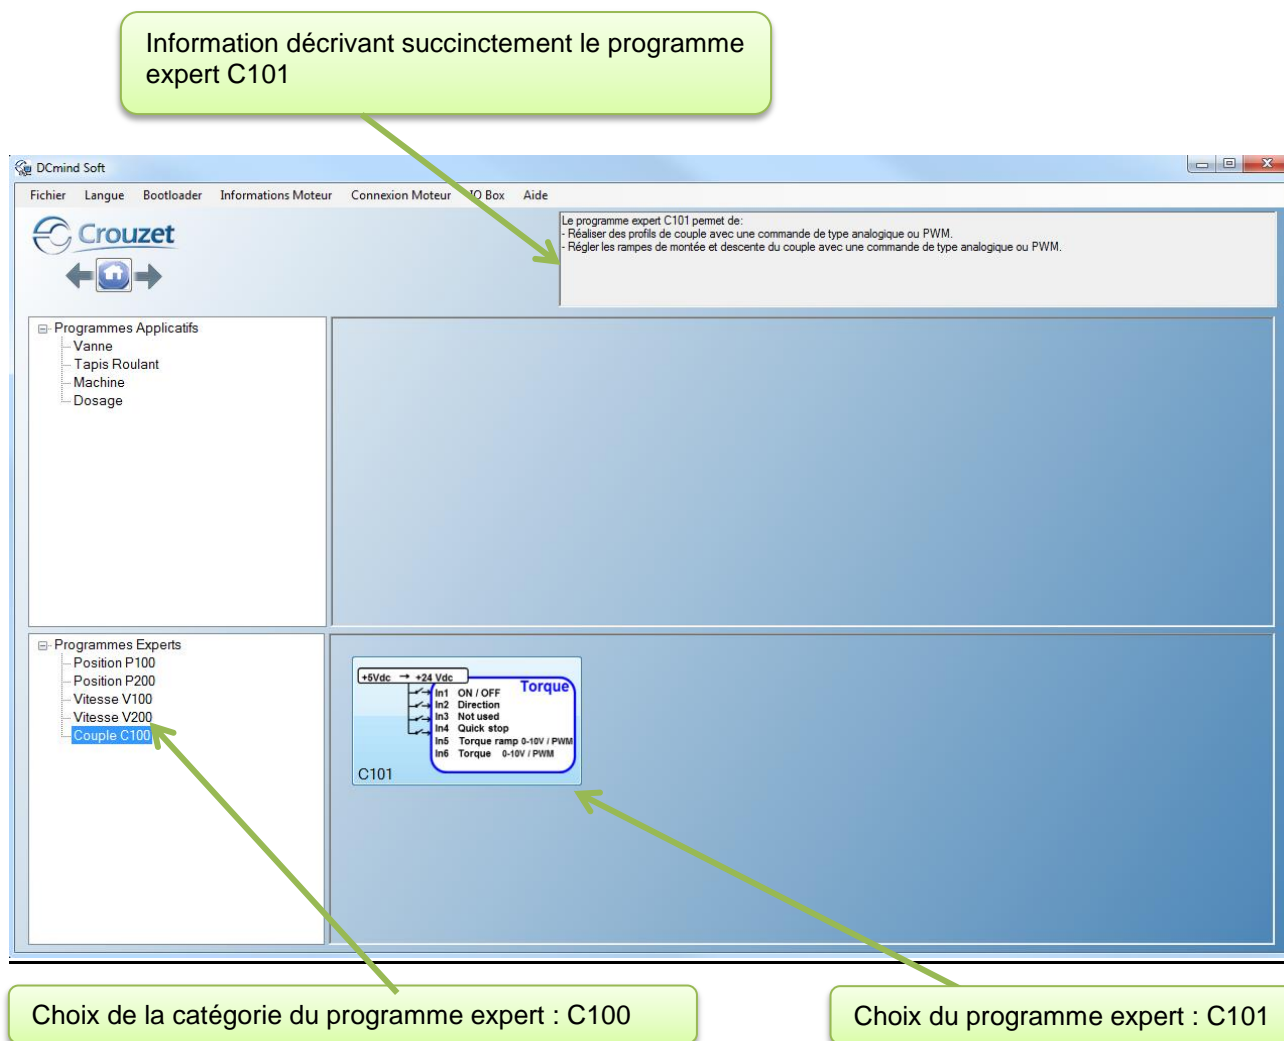 Information décrivant succinctement le programme
expert C101
DCmind Soft
Fichier Langue Bootloader Informations Moteur Connexion Moteur IO Box Aide
Crouzet
Le programme expert C101 permet de:
- Réaliser des profils de couple avec une commande de type analogique ou PWM.
- Régler les rampes de montée et descente du couple avec une commande de type analogique ou PWM.
Programmes Applicatifs
Vanne
Tapis Roulant
Machine
Dosage
Programmes Experts
Position P100
Position P200
Vitesse V100
Vitesse V200
Couple C100
+5Vdc → +24 Vdc
Torque
In1 ON / OFF
In2 Direction
In3 Not used
In4 Quick stop
In5 Torque ramp 0-10V / PWM
In6 Torque 0-10V / PWM
C101
Choix de la catégorie du programme expert : C100
Choix du programme expert : C101